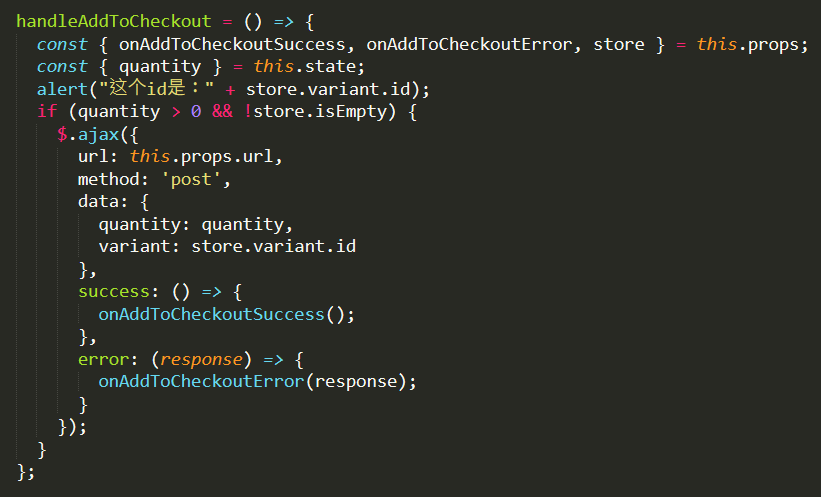 handleAddToCheckout = () => {
  const { onAddToCheckoutSuccess, onAddToCheckoutError, store } = this.props;
  const { quantity } = this.state;
  alert("这个id是：" + store.variant.id);
  if (quantity > 0 && !store.isEmpty) {
    $.ajax({
      url: this.props.url,
      method: 'post',
      data: {
        quantity: quantity,
        variant: store.variant.id
      },
      success: () => {
        onAddToCheckoutSuccess();
      },
      error: (response) => {
        onAddToCheckoutError(response);
      }
    });
  }
};